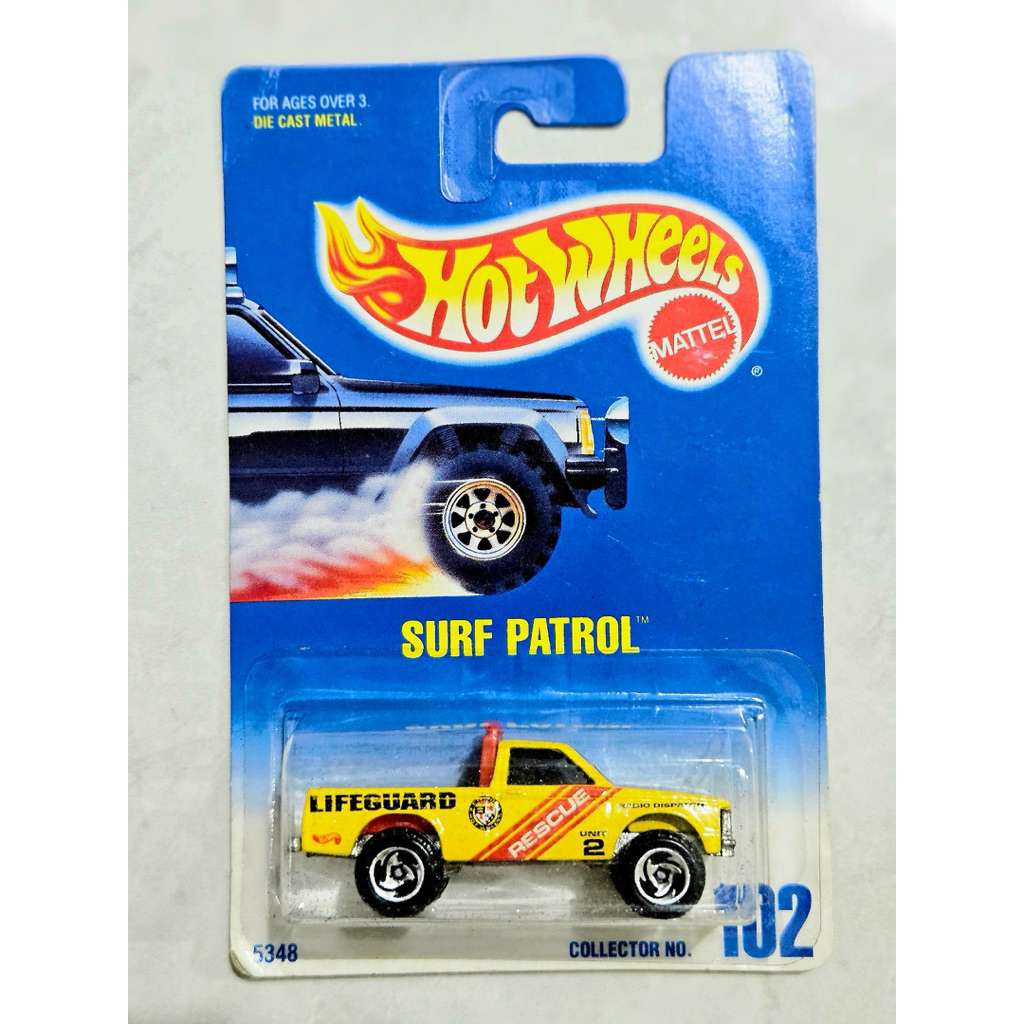 FOR AGES OVER 3.
DIE CAST METAL.
HOT WHEELS
MATTEL
®
SURF PATROL™
LIFEGUARD
RESCUE
RADIO DISPATCH
UNIT
2
5348
COLLECTOR NO. 102